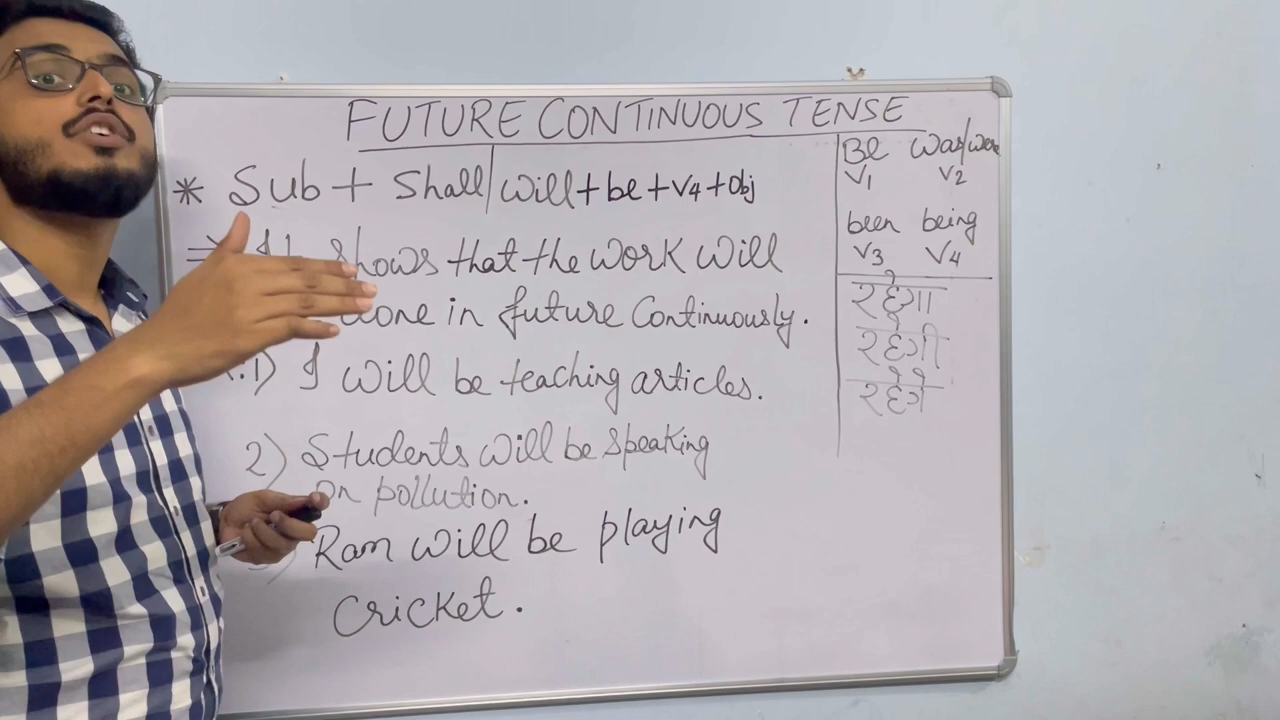 FUTURE CONTINUOUS TENSE
* Sub + Shall/will + be + V4 + Obj
⇒ It shows that the work will
done in future Continuously.
.1) I will be teaching articles.
2) Students will be speaking
on pollution.
Ram will be playing
Cricket.
Be was/were
V1 V2
been being
V3 V4
रहेगा
रहेगी
रहेंगे